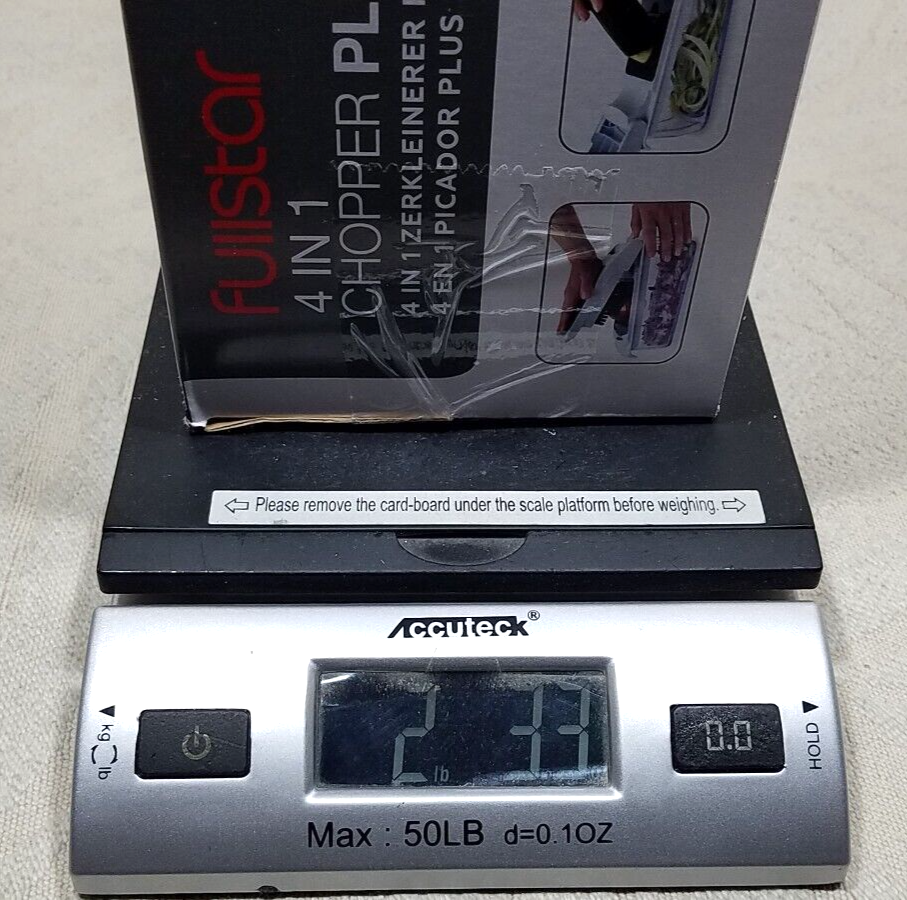 fullstar
4 IN 1
CHOPPER PL
4 IN 1 ZERKLEINERER
4 EN 1 PICADOR PLUS
Please remove the card-board under the scale platform before weighing.
Accuteck®
kg lb
2 lb 33
0.0
HOLD
Max : 50LB d=0.1OZ